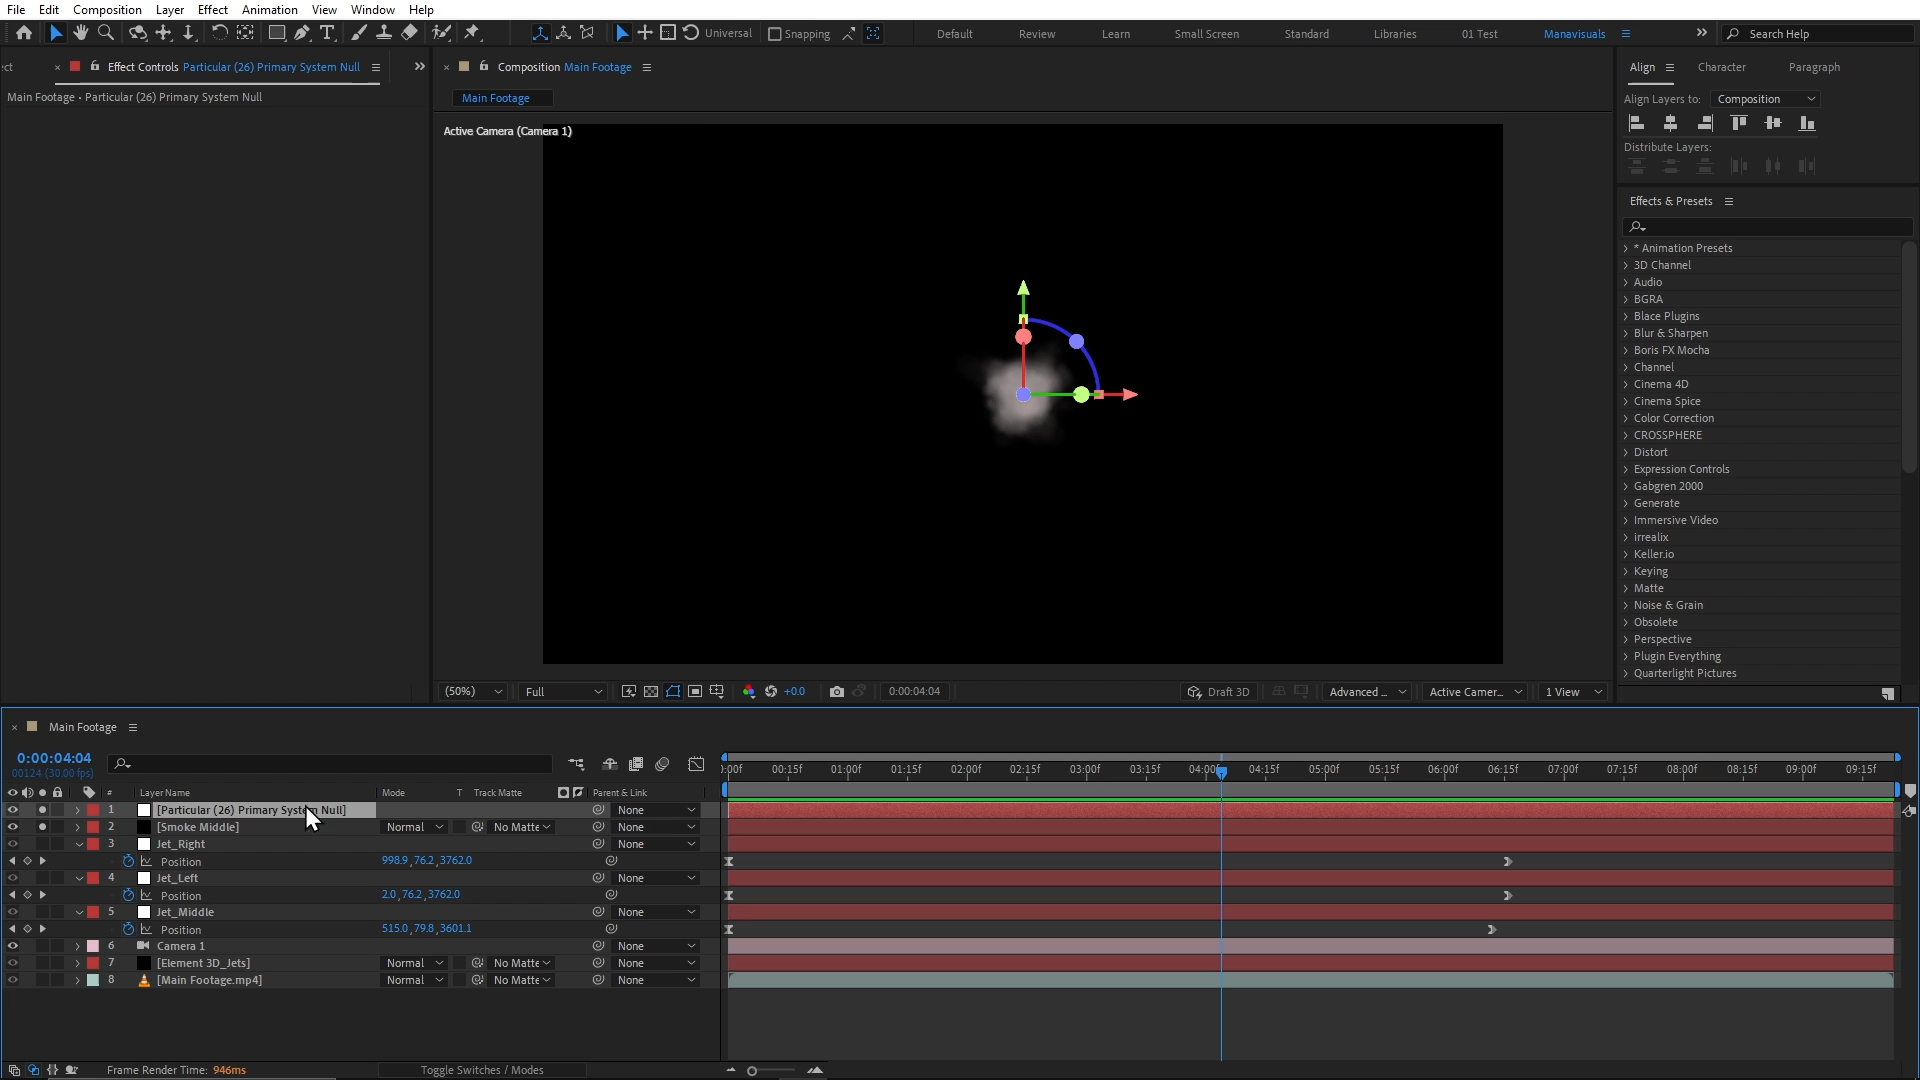 File Edit Composition Layer Effect Animation View Window Help
Universal Snapping Default Review Learn Small Screen Standard Libraries 01 Test Manavisuals Search Help
ect Effect Controls Particular (26) Primary System Null
Main Footage • Particular (26) Primary System Null
Composition Main Footage
Main Footage
Active Camera (Camera 1)
(50%) Full +0.0 0:00:04:04 Draft 3D Advanced ... Active Camer... 1 View
Align Character Paragraph
Align Layers to: Composition
Distribute Layers:
Effects & Presets
* Animation Presets
3D Channel
Audio
BGRA
Blace Plugins
Blur & Sharpen
Boris FX Mocha
Channel
Cinema 4D
Cinema Spice
Color Correction
CROSSPHERE
Distort
Expression Controls
Gabgren 2000
Generate
Immersive Video
irrealix
Keller.io
Keying
Matte
Noise & Grain
Obsolete
Perspective
Plugin Everything
Quarterlight Pictures
Main Footage
0:00:04:04
00124 (30.00 fps)
):00f 00:15f 01:00f 01:15f 02:00f 02:15f 03:00f 03:15f 04:00f 04:15f 05:00f 05:15f 06:00f 06:15f 07:00f 07:15f 08:00f 08:15f 09:00f 09:15f
# Layer Name Mode T Track Matte Parent & Link
1 [Particular (26) Primary System Null] None
2 [Smoke Middle] Normal No Matte None
3 Jet_Right None
Position 998.9,76.2,3762.0
4 Jet_Left None
Position 2.0,76.2,3762.0
5 Jet_Middle None
Position 515.0,79.8,3601.1
6 Camera 1 None
7 [Element 3D_Jets] Normal No Matte None
8 [Main Footage.mp4] Normal No Matte None
Frame Render Time: 946ms Toggle Switches / Modes